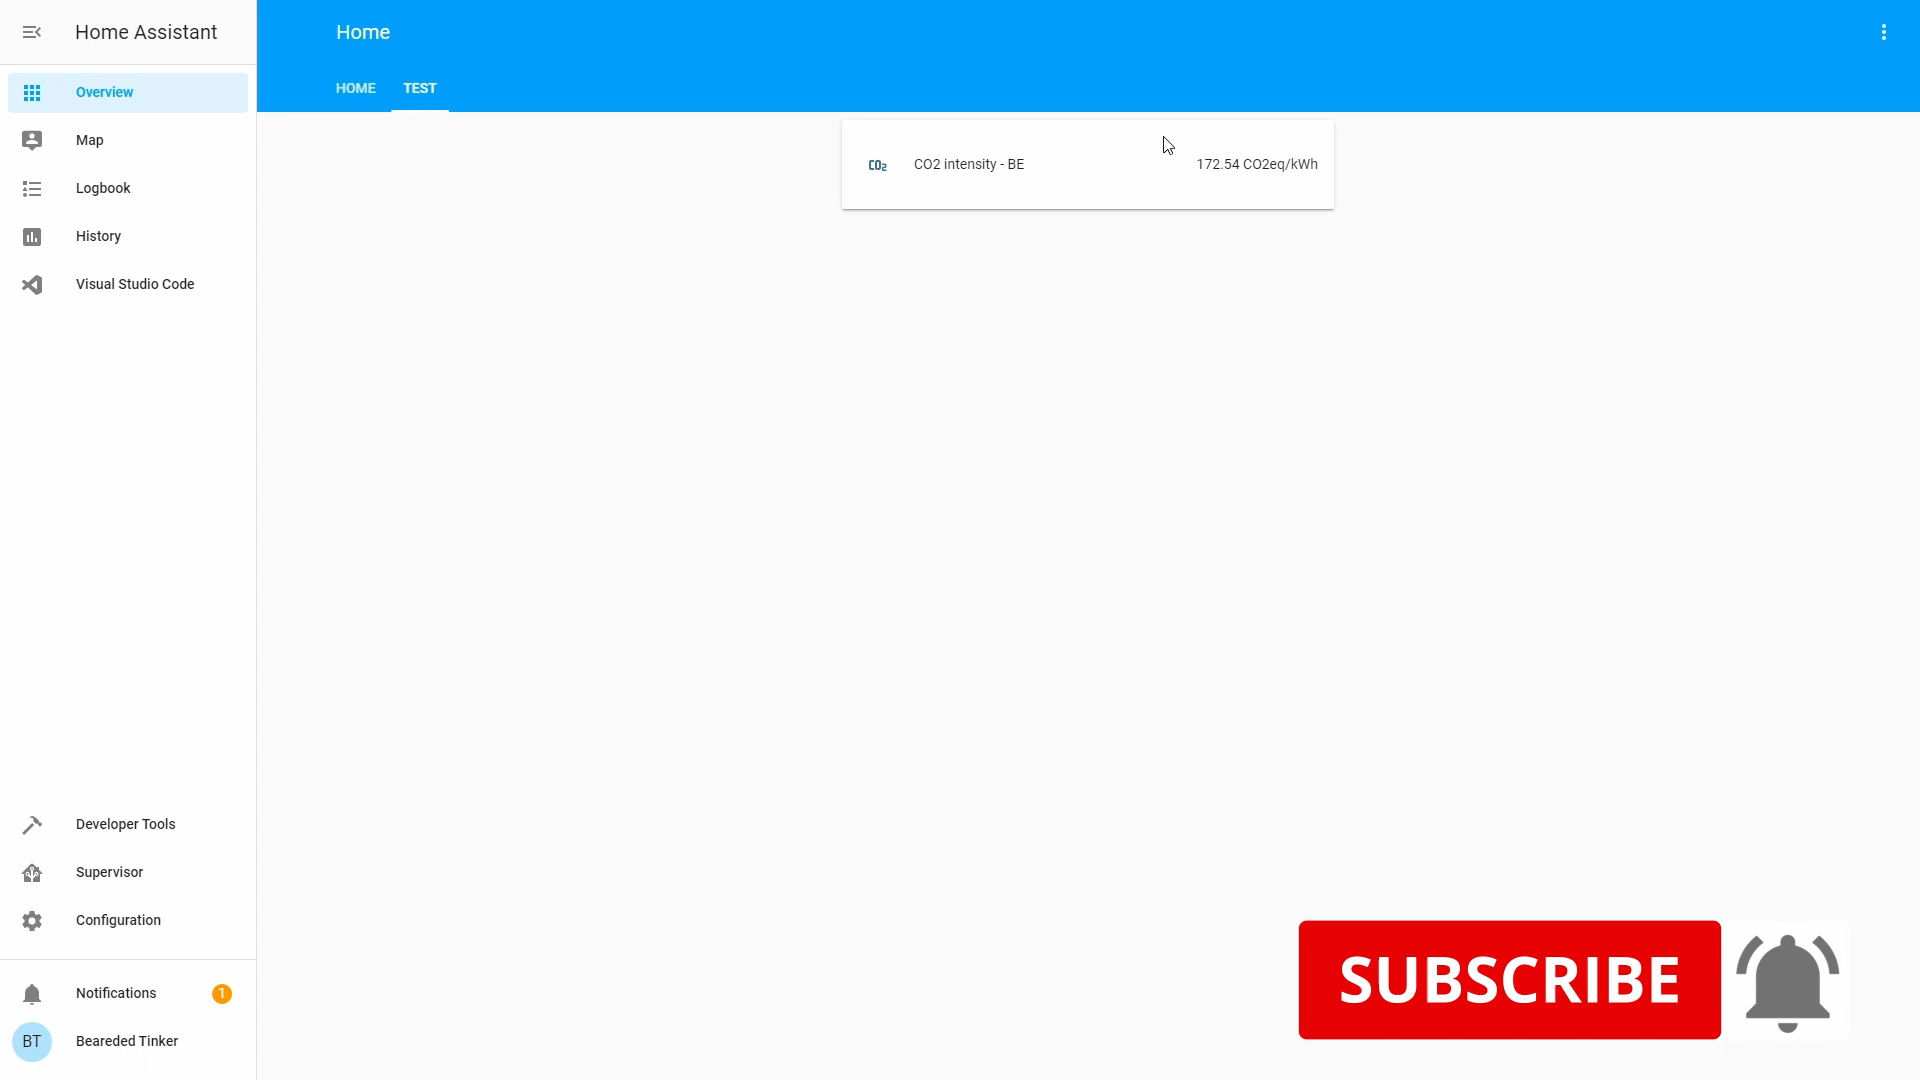 Home Assistant
Home
HOME
TEST
Overview
Map
Logbook
History
Visual Studio Code
CO2 CO2 intensity - BE 172.54 CO2eq/kWh
Developer Tools
Supervisor
Configuration
Notifications 1
BT Beareded Tinker
SUBSCRIBE